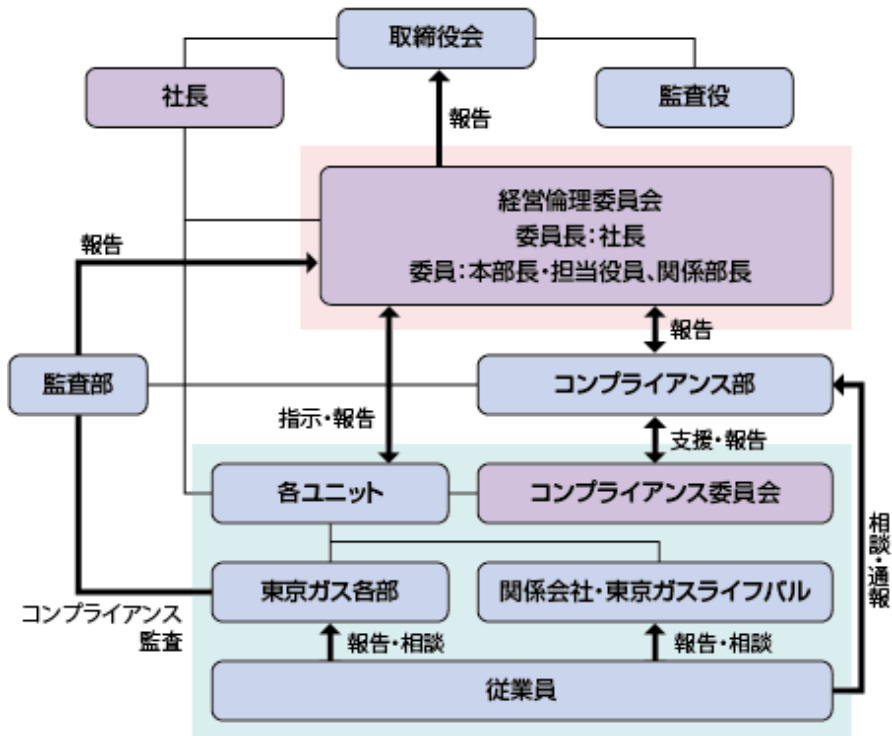 取締役会
社長
監査役
報告
経営倫理委員会
委員長：社長
委員：本部長・担当役員、関係部長
報告
報告
監査部
コンプライアンス部
指示・報告
支援・報告
各ユニット
コンプライアンス委員会
相談・通報
東京ガス各部
関係会社・東京ガスライフバル
コンプライアンス
監査
報告・相談
報告・相談
従業員